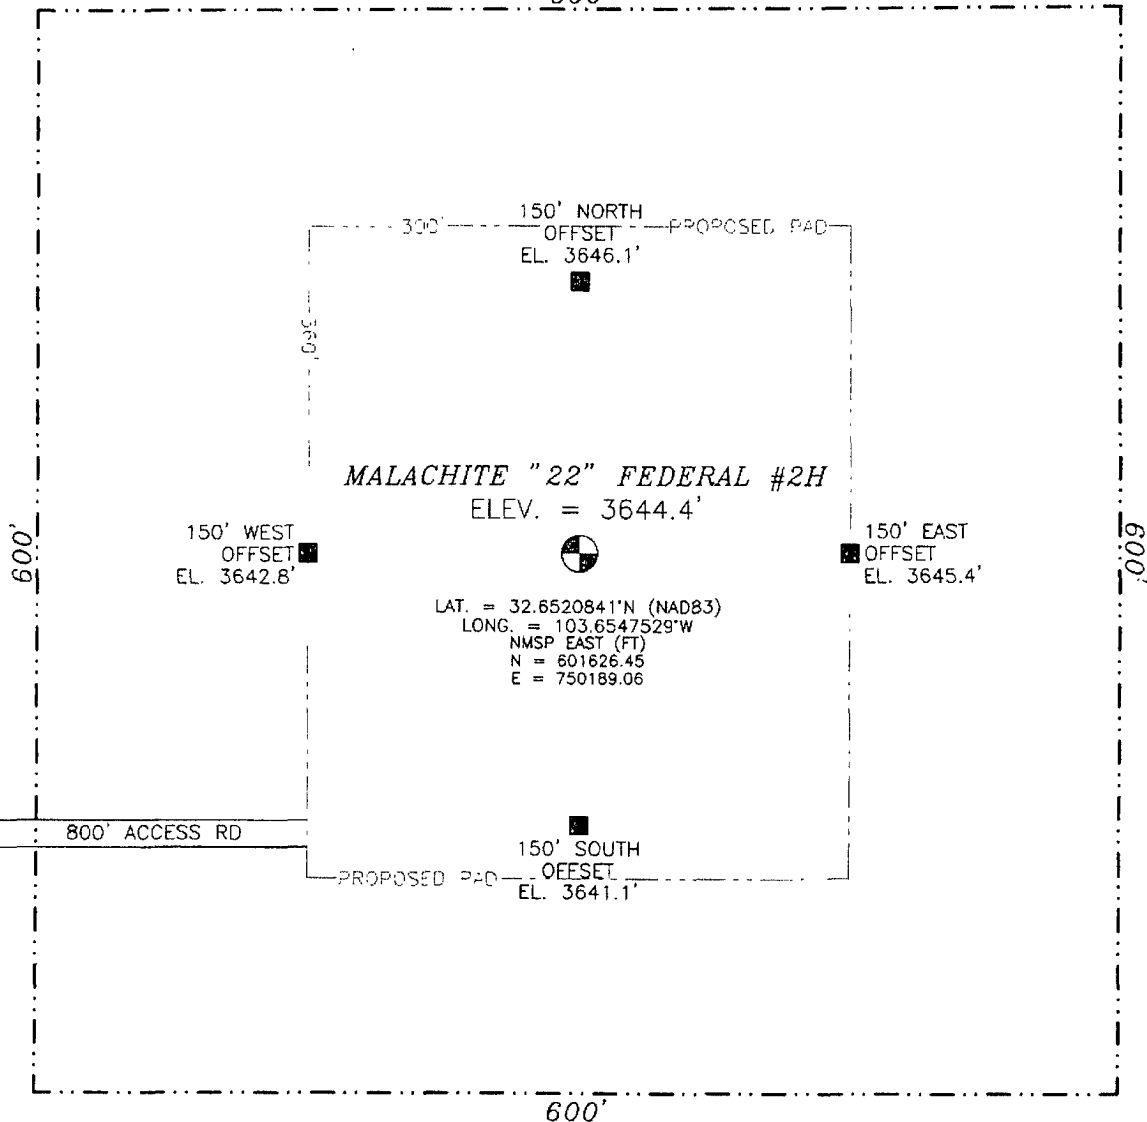 300'
150' NORTH
OFFSET
PROPOSED PAD
EL. 3646.1'
360'
MALACHITE "22" FEDERAL #2H
ELEV. = 3644.4'
600'
150' WEST
OFFSET
EL. 3642.8'
150' EAST
OFFSET
EL. 3645.4'
600'
LAT. = 32.6520841°N (NAD83)
LONG. = 103.6547529°W
NMSP EAST (FT)
N = 601626.45
E = 750189.06
800' ACCESS RD
150' SOUTH
OFFSET
EL. 3641.1'
PROPOSED PAD
600'